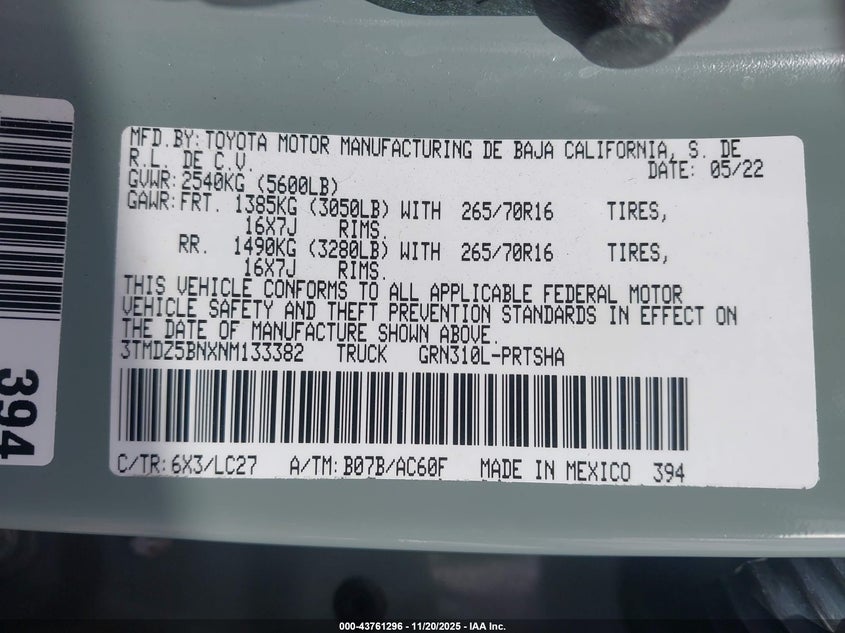 MFD.BY:TOYOTA MOTOR MANUFACTURING DE BAJA CALIFORNIA, S. DE
R.L. DE C.V.
DATE: 05/22
GVWR:2540KG (5600LB)
GAWR:FRT. 1385KG (3050LB) WITH 265/70R16 TIRES,
16X7J RIMS.
RR. 1490KG (3280LB) WITH 265/70R16 TIRES,
16X7J RIMS.
THIS VEHICLE CONFORMS TO ALL APPLICABLE FEDERAL MOTOR
VEHICLE SAFETY AND THEFT PREVENTION STANDARDS IN EFFECT ON
THE DATE OF MANUFACTURE SHOWN ABOVE.
3TMDZ5BNXNM133382 TRUCK GRN310L-PRTSHA
C/TR:6X3/LC27 A/TM:B07B/AC60F MADE IN MEXICO 394
394
000-43761296 - 11/20/2025 - IAA Inc.